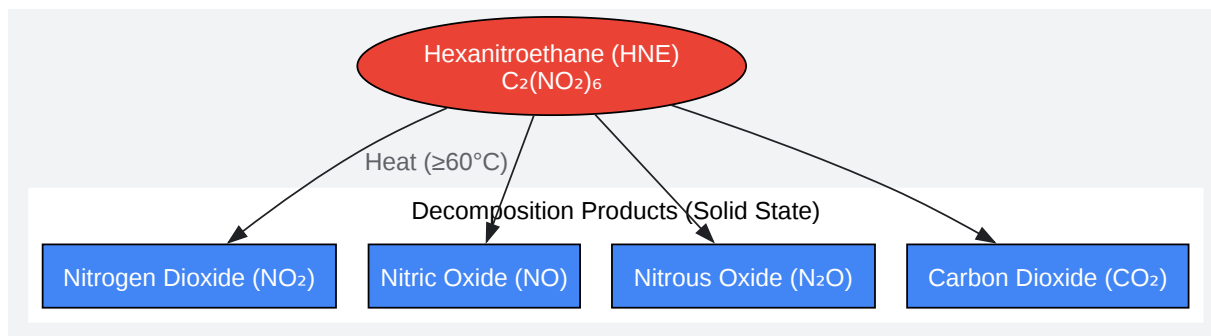 Hexanitroethane (HNE)
C₂(NO₂)₆
Heat (≥60°C)
Decomposition Products (Solid State)
Nitrogen Dioxide (NO₂)
Nitric Oxide (NO)
Nitrous Oxide (N₂O)
Carbon Dioxide (CO₂)